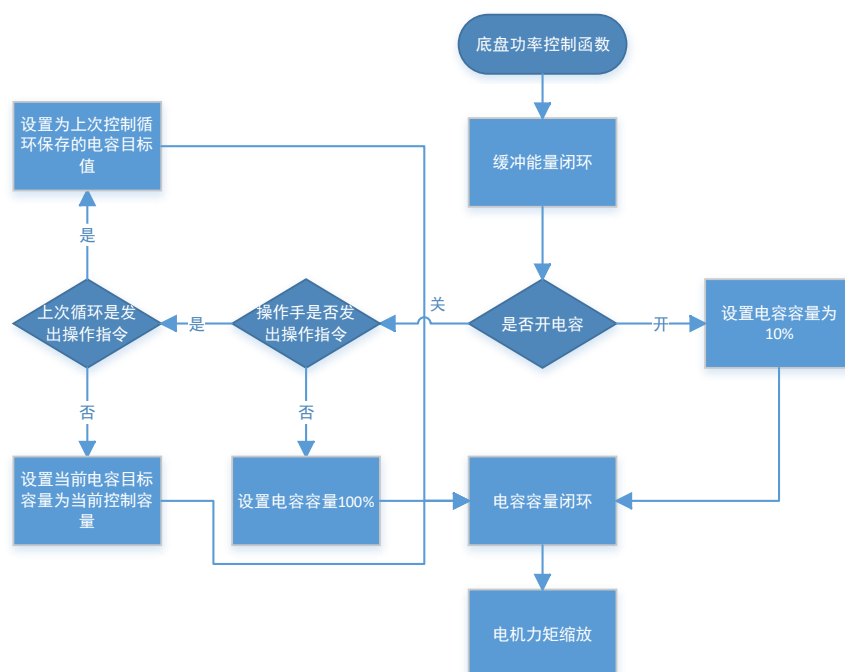 底盘功率控制函数
设置为上次控制循
环保存的电容目标
值
缓冲能量闭环
是
关
上次循环是发
出操作指令
是
操作手是否发
出操作指令
是否开电容
开
设置电容容量为
10%
否
否
设置当前电容目标
容量为当前控制容
量
设置电容容量100%
电容容量闭环
电机力矩缩放